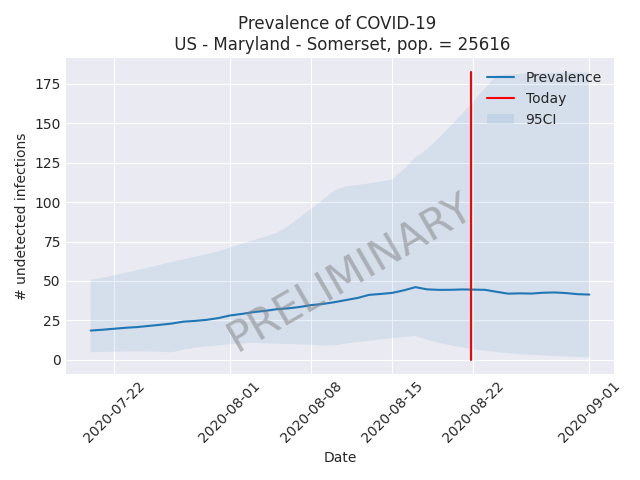 Prevalence of COVID-19
US - Maryland - Somerset, pop. = 25616
Prevalence
Today
95CI
175
150
125
100
75
50
25
0
# undetected infections
PRELIMINARY
2020-07-22
2020-08-01
2020-08-08
2020-08-15
2020-08-22
2020-09-01
Date